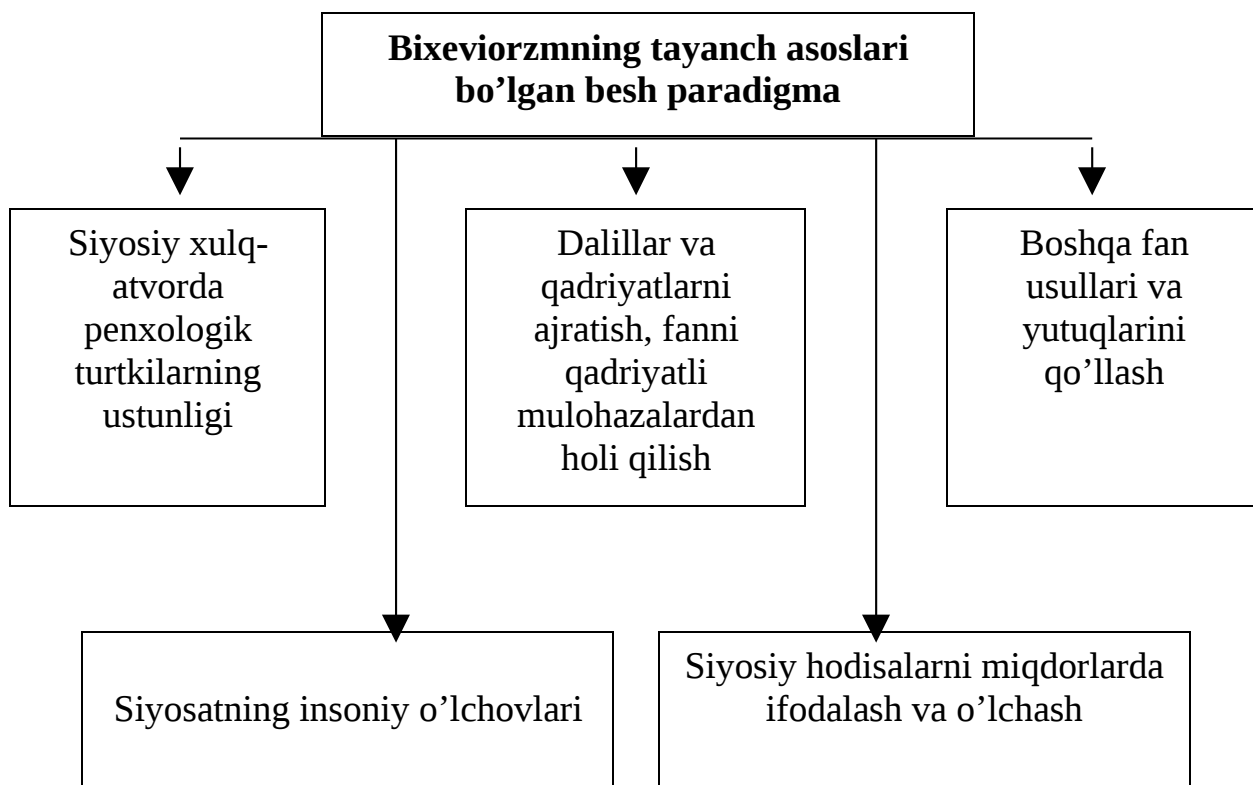 Bixeviorzmning tayanch asoslari
bo’lgan besh paradigma
Siyosiy xulq-
atvorda
penxologik
turtkilarning
ustunligi
Dalillar va
qadriyatlarni
ajratish, fanni
qadriyatli
mulohazalardan
holi qilish
Boshqa fan
usullari va
yutuqlarini
qo’llash
Siyosatning insoniy o’lchovlari
Siyosiy hodisalarni miqdorlarda
ifodalash va o’lchash